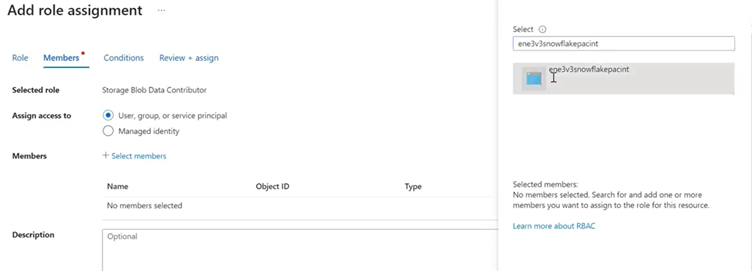 Add role assignment ...
Role Members Conditions Review + assign
Selected role Storage Blob Data Contributor
Assign access to User, group, or service principal
Managed identity
Members + Select members
Name Object ID Type
No members selected
Description Optional
Select
ene3v3snowflakepacint
ene3v3snowflakepacint
Selected members:
No members selected. Search for and add one or more
members you want to assign to the role for this resource.
Learn more about RBAC